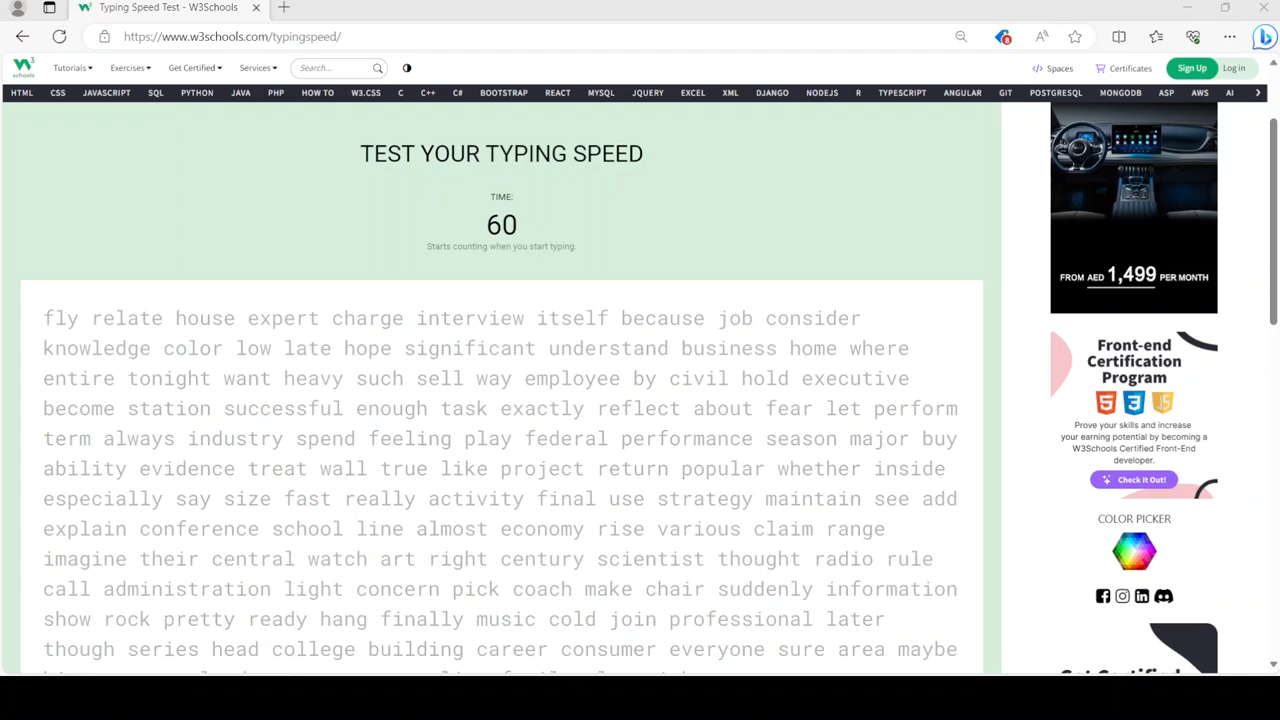 Typing Speed Test - W3Schools
https://www.w3schools.com/typingspeed/
8
W3 schools
Tutorials Exercises Get Certified Services Search... Spaces Certificates Sign Up Log in
HTML CSS JAVASCRIPT SQL PYTHON JAVA PHP HOW TO W3.CSS C C++ C# BOOTSTRAP REACT MYSQL JQUERY EXCEL XML DJANGO NODEJS R TYPESCRIPT ANGULAR GIT POSTGRESQL MONGODB ASP AWS AI
TEST YOUR TYPING SPEED
TIME:
60
Starts counting when you start typing.
fly relate house expert charge interview itself because job consider
knowledge color low late hope significant understand business home where
entire tonight want heavy such sell way employee by civil hold executive
become station successful enough task exactly reflect about fear let perform
term always industry spend feeling play federal performance season major buy
ability evidence treat wall true like project return popular whether inside
especially say size fast really activity final use strategy maintain see add
explain conference school line almost economy rise various claim range
imagine their central watch art right century scientist thought radio rule
call administration light concern pick coach make chair suddenly information
show rock pretty ready hang finally music cold join professional later
though series head college building career consumer everyone sure area maybe
FROM AED 1,499 PER MONTH
Front-end
Certification
Program
5 3 JS
Prove your skills and increase
your earning potential by becoming a
W3Schools Certified Front-End
developer.
Check It Out!
COLOR PICKER
Get Certified